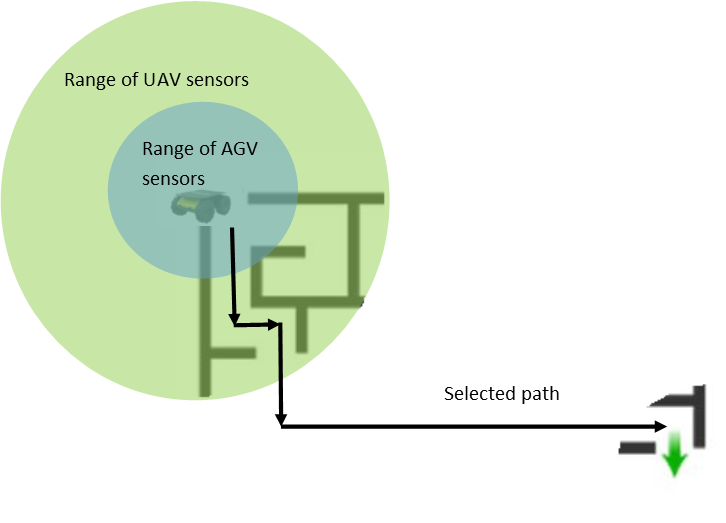 Range of UAV sensors
Range of AGV
sensors
Selected path